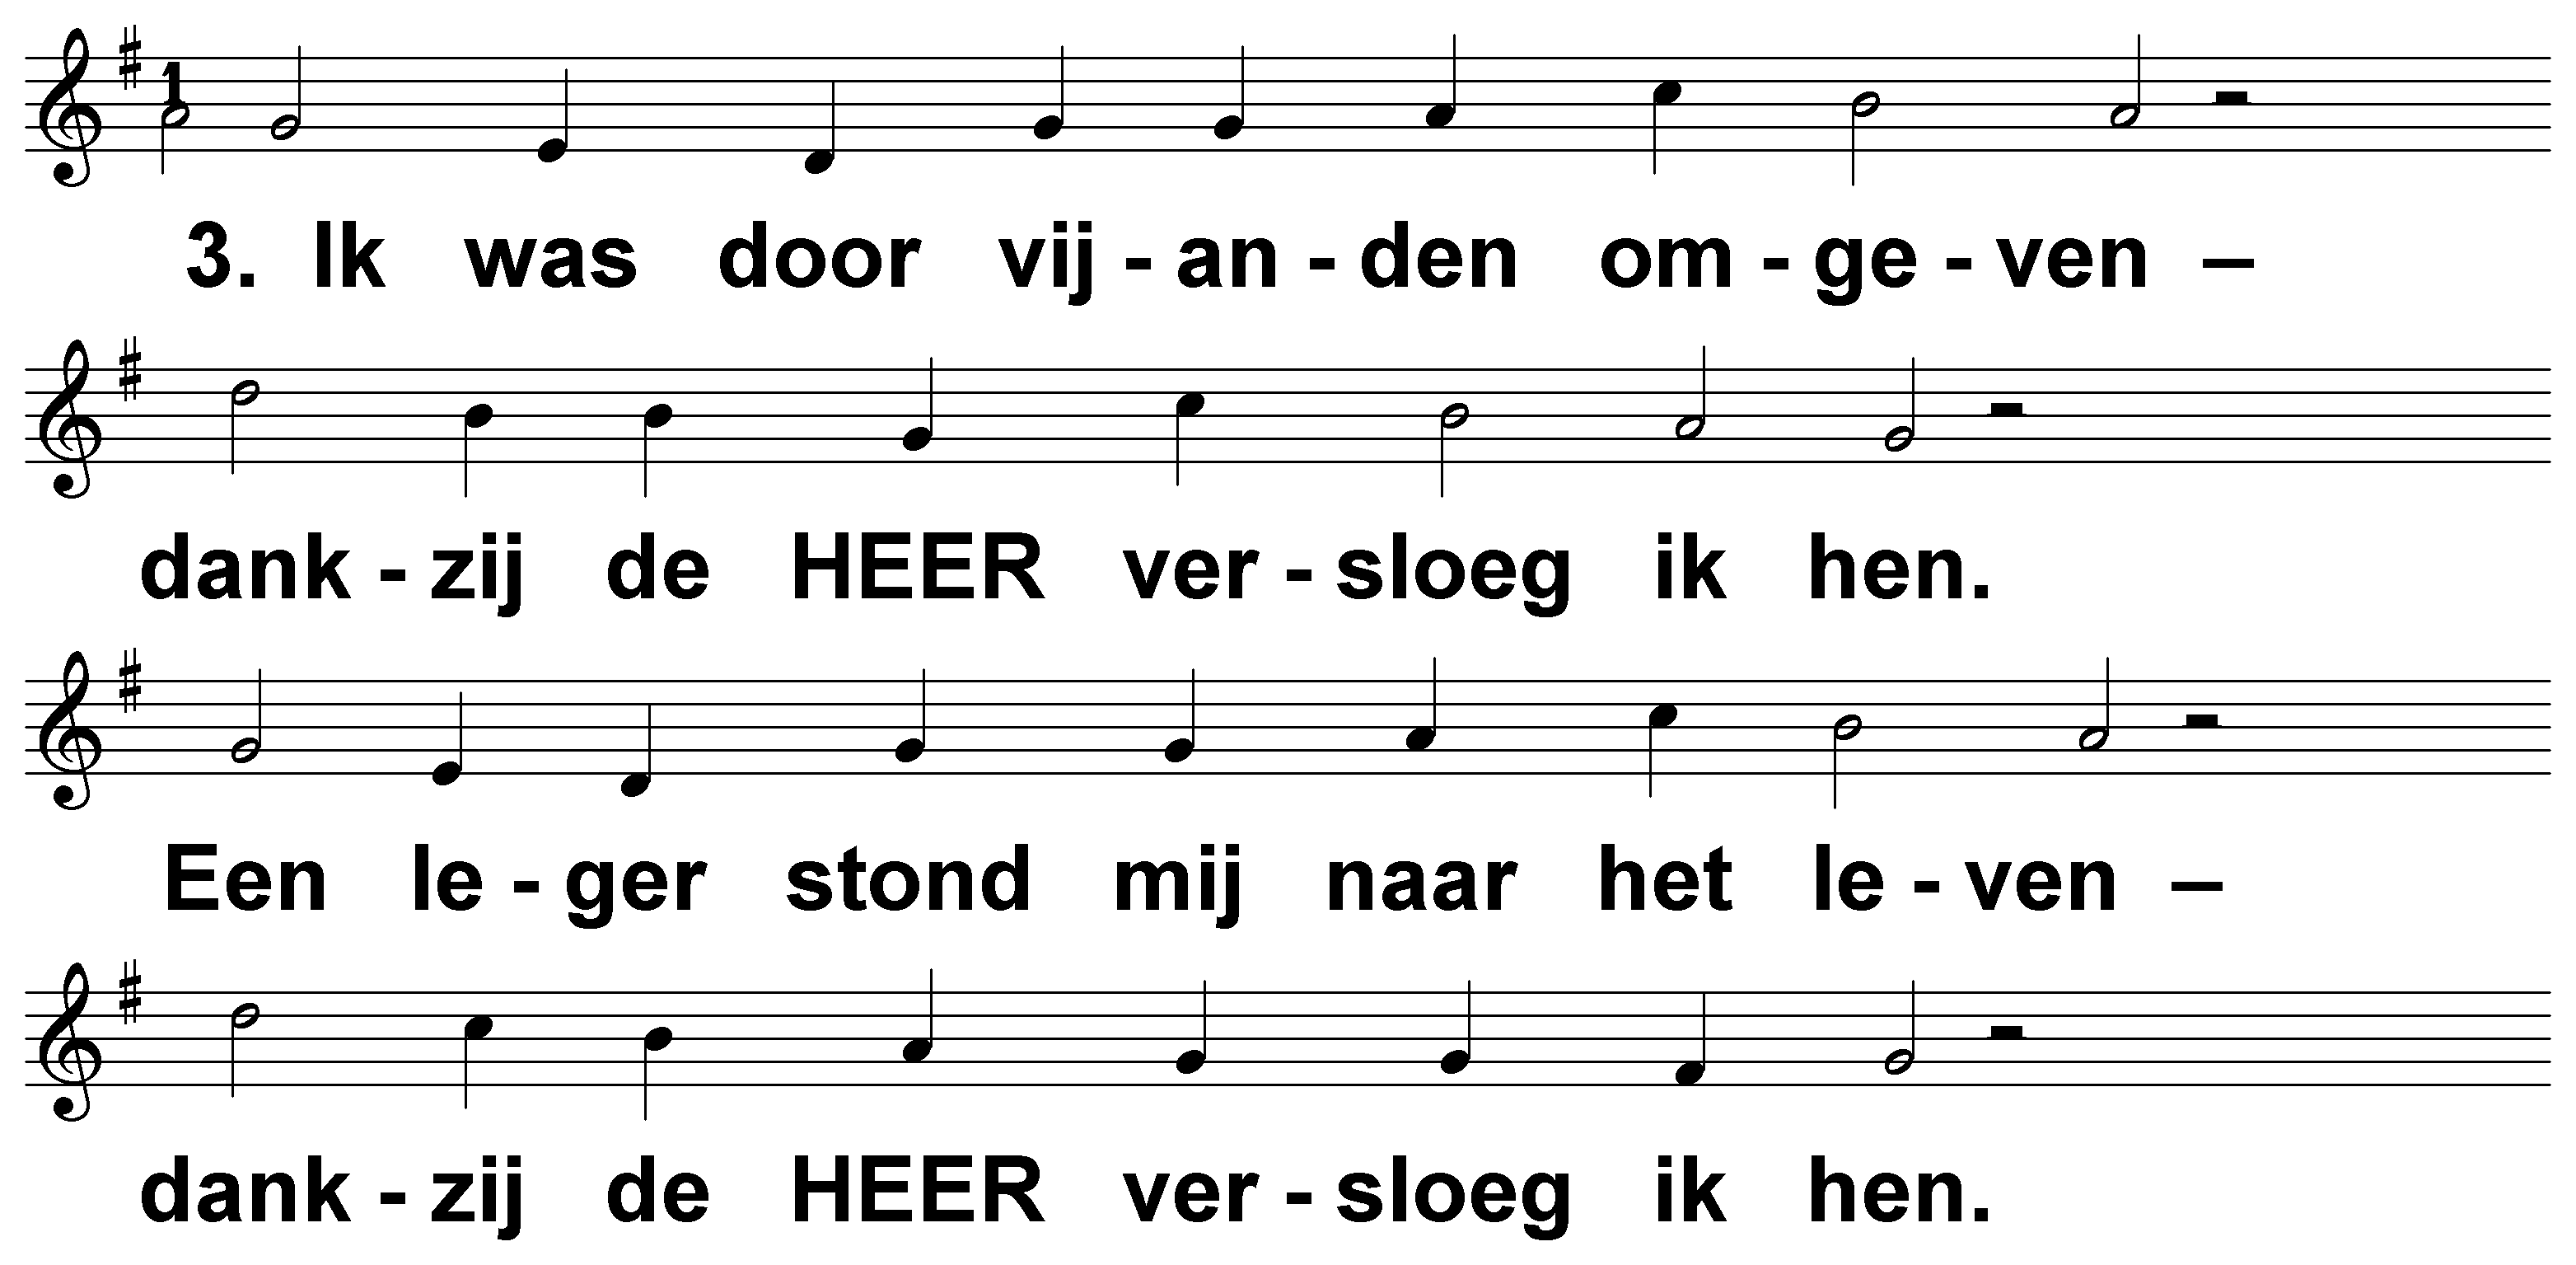 1
3. Ik was door vij - an - den om - ge - ven –
dank - zij de HEER ver - sloeg ik hen.
Een le - ger stond mij naar het le - ven –
dank - zij de HEER ver - sloeg ik hen.